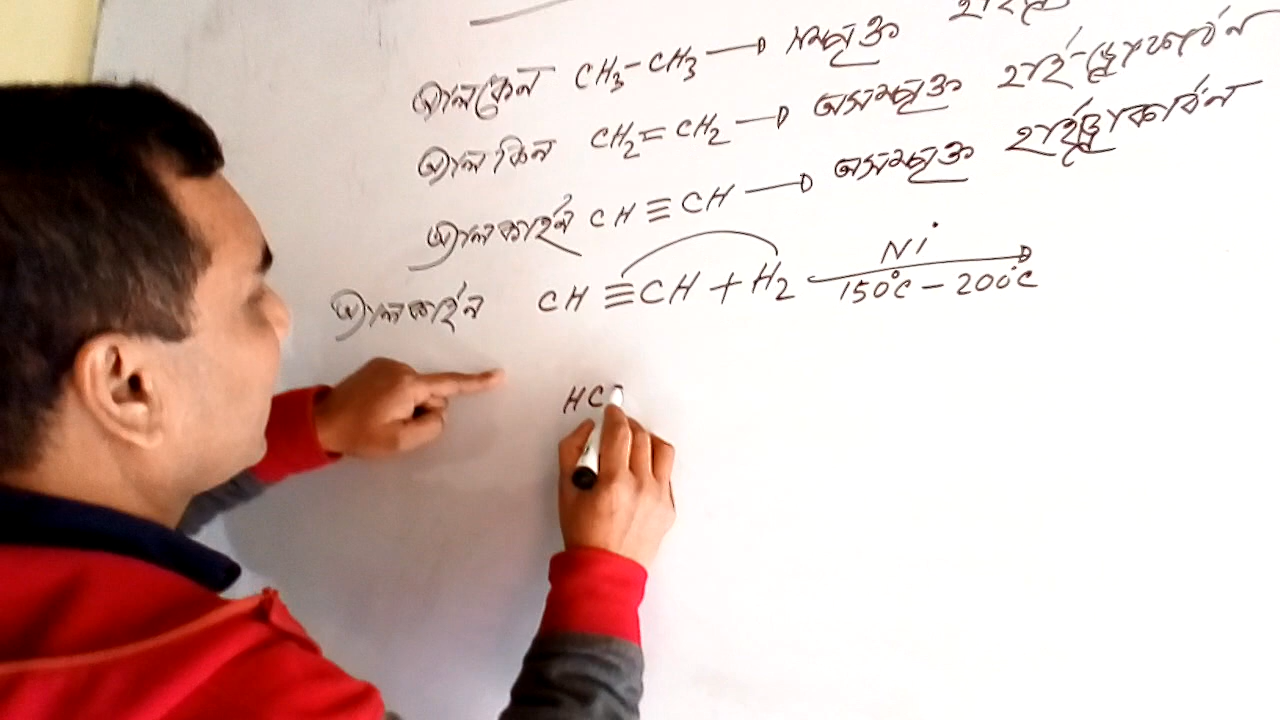 অ্যালকেন CH₃-CH₃ → সম্পৃক্ত
অ্যালকিন CH₂=CH₂ → অসম্পৃক্ত হাইড্রোকার্বন
অ্যালকাইন CH≡CH → অসম্পৃক্ত হাইড্রোকার্বন
অ্যালকাইন CH≡CH + H₂ Ni → 150°C - 200°C
HC